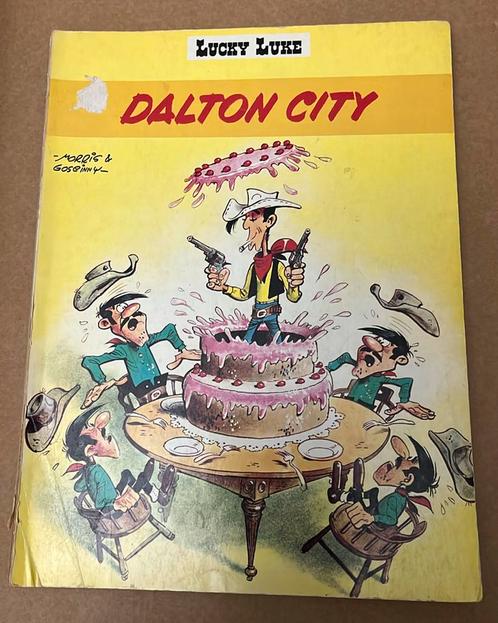 LUCKY LUKE
DALTON CITY
-MORRIS &
GOSCINNY-